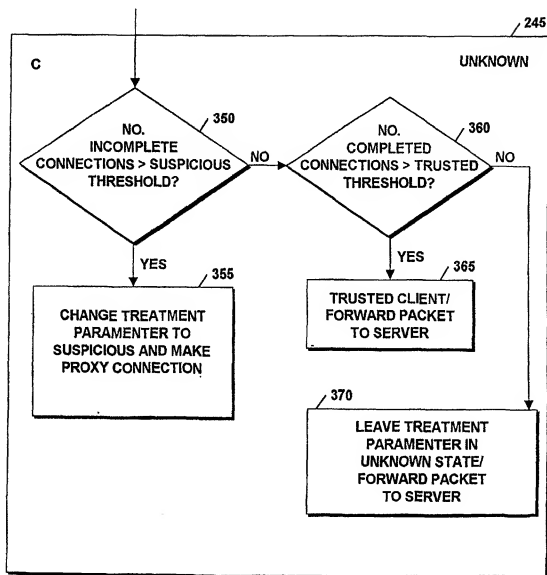 245
C
UNKNOWN
350
NO.
INCOMPLETE
CONNECTIONS > SUSPICIOUS
THRESHOLD?
NO
360
NO.
COMPLETED
CONNECTIONS > TRUSTED
THRESHOLD?
NO
YES
355
CHANGE TREATMENT
PARAMENTER TO
SUSPICIOUS AND MAKE
PROXY CONNECTION
YES
365
TRUSTED CLIENT/
FORWARD PACKET
TO SERVER
370
LEAVE TREATMENT
PARAMENTER IN
UNKNOWN STATE/
FORWARD PACKET
TO SERVER